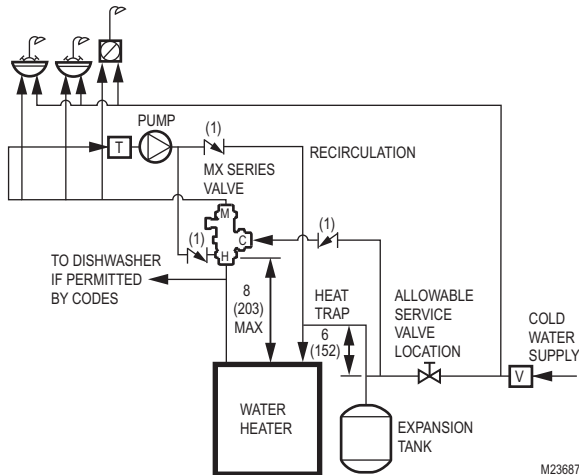 PUMP
(1)
T
RECIRCULATION
MX SERIES
VALVE
M
(1)
C
(1)
H
TO DISHWASHER
IF PERMITTED
BY CODES
8
(203)
MAX
HEAT
TRAP
6
(152)
ALLOWABLE
SERVICE
VALVE
LOCATION
COLD
WATER
SUPPLY
V
WATER
HEATER
EXPANSION
TANK
M23687